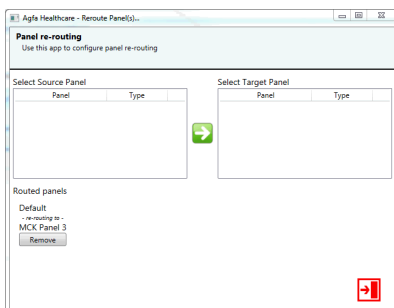 Agfa Healthcare - Reroute Panel(s)...
Panel re-routing
Use this app to configure panel re-routing
Select Source Panel
Select Target Panel
Panel Type
Panel Type
Routed panels
Default
- re-routing to -
MCK Panel 3
Remove